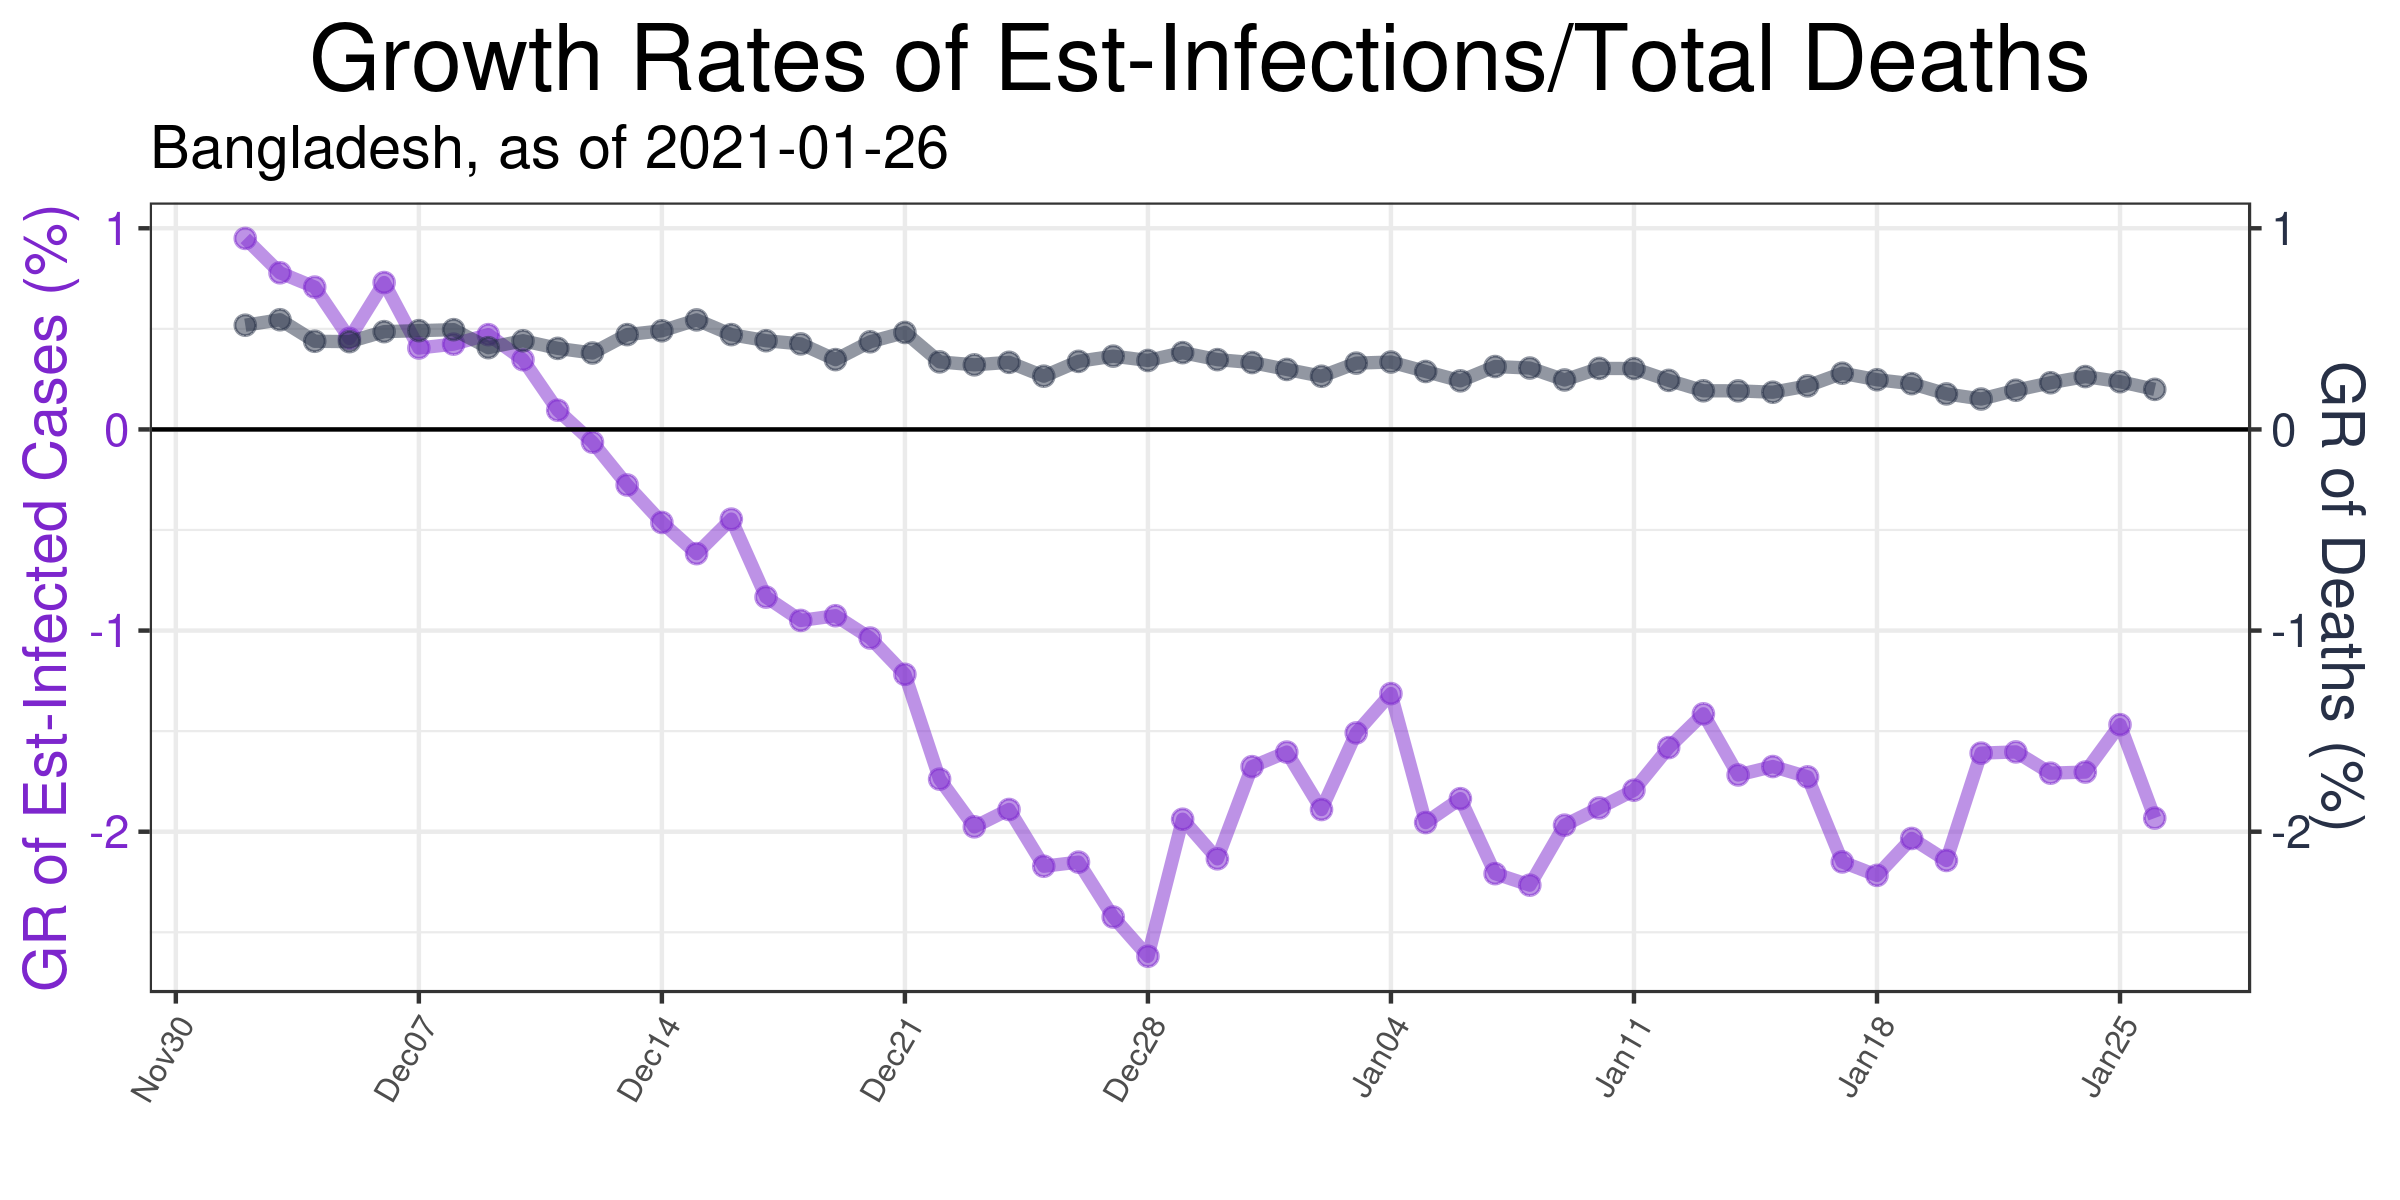 Growth Rates of Est-Infections/Total Deaths
Bangladesh, as of 2021-01-26
GR of Est-Infected Cases (%)
1
0
-1
-2
1
0
-1
-2
GR of Deaths (%)
Nov30
Dec07
Dec14
Dec21
Dec28
Jan04
Jan11
Jan18
Jan25